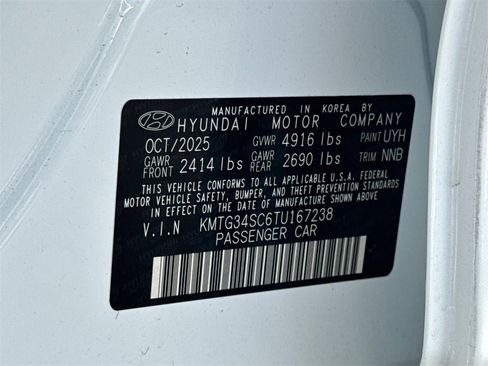 MANUFACTURED IN KOREA BY
HYUNDAI MOTOR COMPANY
OCT/2025 GVWR 4916 lbs PAINT UYH
GAWR FRONT 2414 lbs GAWR REAR 2690 lbs TRIM NNB
THIS VEHICLE CONFORMS TO ALL APPLICABLE U.S.A. FEDERAL
MOTOR VEHICLE SAFETY, BUMPER, AND THEFT PREVENTION
STANDARDS IN EFFECT ON THE DATE OF MANUFACTURE SHOWN ABOVE.
V.I.N KMTG34SC6TU167238
PASSENGER CAR